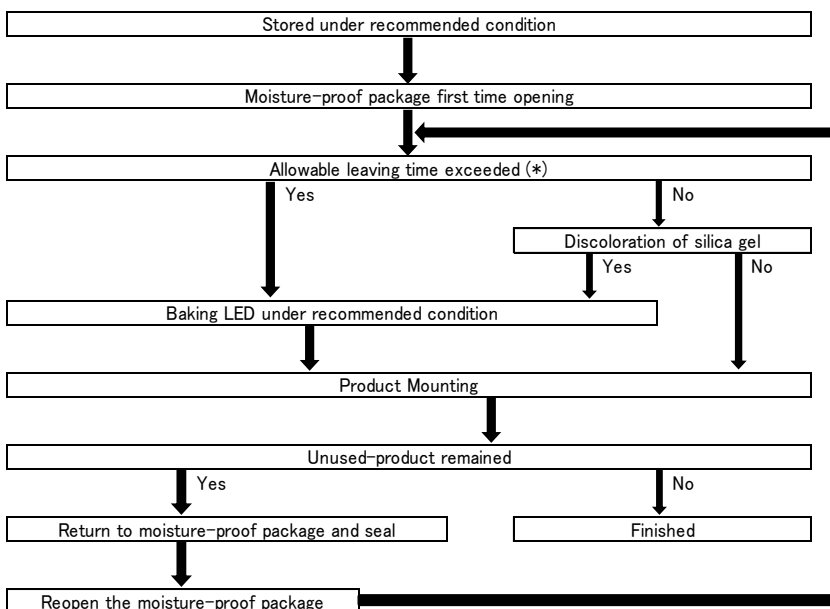 Stored under recommended condition
Moisture-proof package first time opening
Allowable leaving time exceeded (*)
Yes
No
Discoloration of silica gel
Yes
No
Baking LED under recommended condition
Product Mounting
Unused-product remained
Yes
No
Return to moisture-proof package and seal
Finished
Reopen the moisture-proof package